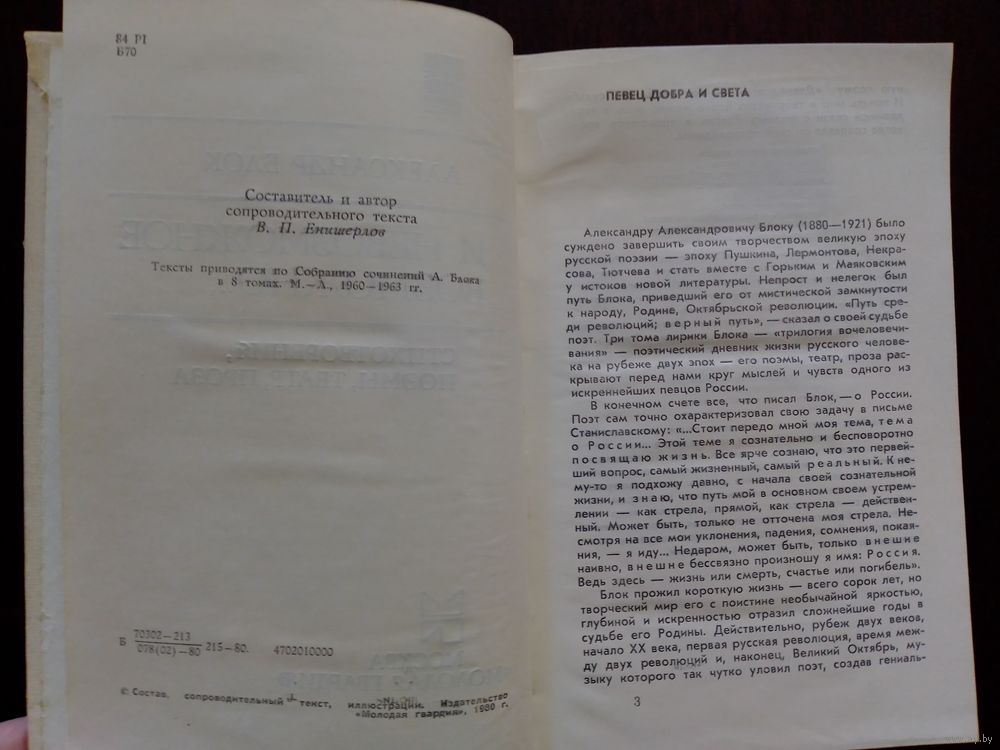 84 Р1
Б70
Составитель и автор
сопроводительного текста
В. П. Енишерлов
Тексты приводятся по Собранию сочинений А. Блока
в 8 томах. М.—Л., 1960—1963 гг.
Б 70302—213
078(02)—80 215—80. 4702010000
© Состав, сопроводительный текст, иллюстрации. Издательство
«Молодая гвардия», 1980 г.
ПЕВЕЦ ДОБРА И СВЕТА
Александру Александровичу Блоку (1880—1921) было
суждено завершить своим творчеством великую эпоху
русской поэзии — эпоху Пушкина, Лермонтова, Некра-
сова, Тютчева и стать вместе с Горьким и Маяковским
у истоков новой литературы. Непрост и нелегок был
путь Блока, приведший его от мистической замкнутости
к народу, Родине, Октябрьской революции. «Путь сре-
ди революций; верный путь», — сказал о своей судьбе
поэт. Три тома лирики Блока — «трилогия вочеловечи-
вания» — поэтический дневник жизни русского челове-
ка на рубеже двух эпох — его поэмы, театр, проза рас-
крывают перед нами круг мыслей и чувств одного из
искреннейших певцов России.
В конечном счете все, что писал Блок, — о России.
Поэт сам точно охарактеризовал свою задачу в письме
Станиславскому: «...Стоит передо мной моя тема, тема
о России... Этой теме я сознательно и бесповоротно
посвящаю жизнь. Все ярче сознаю, что это первей-
ший вопрос, самый жизненный, самый реальный. К не-
му-то я подхожу давно, с начала своей сознательной
жизни, и знаю, что путь мой в основном своем устрем-
лении — как стрела, прямой, как стрела — действен-
ный. Может быть, только не отточена моя стрела. Не-
смотря на все мои уклонения, падения, сомнения, покая-
ния, — я иду... Недаром, может быть, только внешне
наивно, внешне бессвязно произношу я имя: Россия.
Ведь здесь — жизнь или смерть, счастье или погибель».
Блок прожил короткую жизнь — всего сорок лет, но
творческий мир его с поистине необычайной яркостью,
глубиной и искренностью отразил сложнейшие годы в
судьбе его Родины. Действительно, рубеж двух веков,
начало XX века, первая русская революция, время меж-
ду двух революций и, наконец, Великий Октябрь, му-
зыку которого так чутко уловил поэт, создав гениаль-
3